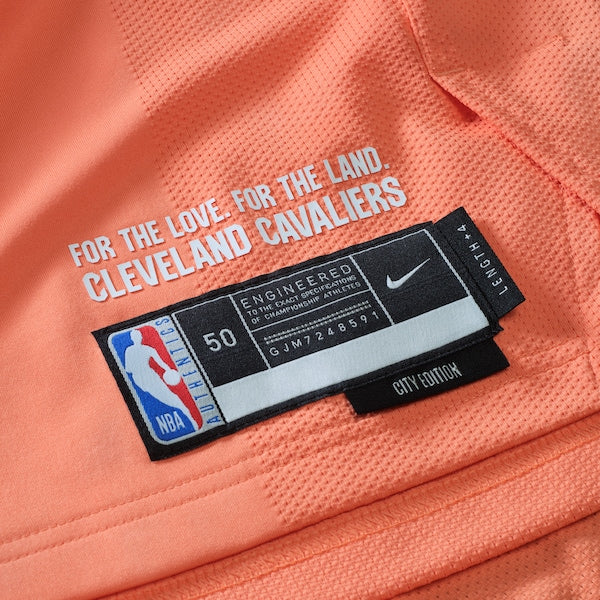 FOR THE LOVE. FOR THE LAND.
CLEVELAND CAVALIERS
NBA
AUTHENTICS
50
ENGINEERED
TO THE EXACT SPECIFICATIONS
OF CHAMPIONSHIP ATHLETES
GJM7248591
LENGTH+4
CITY EDITION